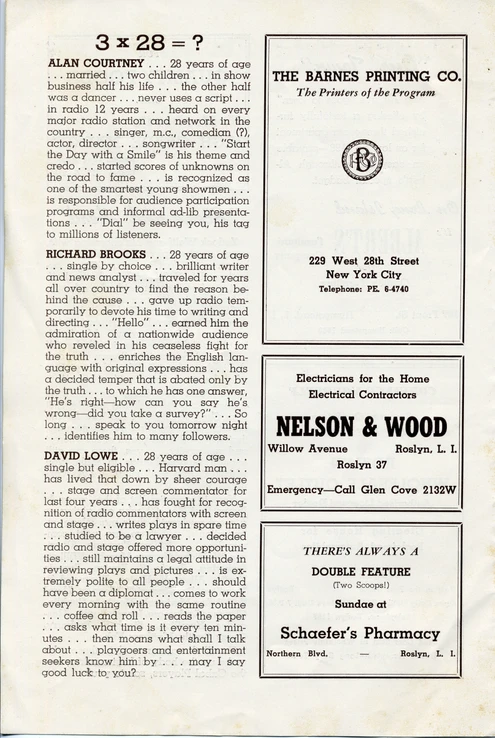 3 x 28 = ?
ALAN COURTNEY . . . 28 years of age
. . . married . . . two children . . . in show
business half his life . . . the other half
was a dancer . . . never uses a script . . .
in radio 12 years . . . heard on every
major radio station and network in the
country . . . singer, m.c., comedian (?),
actor, director . . . songwriter . . . "Start
the Day with a Smile" is his theme and
credo . . . started scores of unknowns on
the road to fame . . . is recognized as
one of the smartest young showmen . . .
is responsible for audience participation
programs and informal ad-lib presenta-
tions . . . "Dial" be seeing you, his tag
to millions of listeners.
RICHARD BROOKS . . . 28 years of age
. . . single by choice . . . brilliant writer
and news analyst . . . traveled for years
all over country to find the reason be-
hind the cause . . . gave up radio tem-
porarily to devote his time to writing and
directing . . . "Hello" . . . earned him the
admiration of a nationwide audience
who reveled in his ceaseless fight for
the truth . . . enriches the English lan-
guage with original expressions . . . has
a decided temper that is abated only by
the truth . . . to which he has one answer,
"He's right—how can you say he's
wrong—did you take a survey?" . . . So
long . . . speak to you tomorrow night
. . . identifies him to many followers.
DAVID LOWE . . . 28 years of age . . .
single but eligible . . . Harvard man . . .
has lived that down by sheer courage
. . . stage and screen commentator for
last four years . . . has fought for recog-
nition of radio commentators with screen
and stage . . . writes plays in spare time
. . . studied to be a lawyer . . . decided
radio and stage offered more opportuni-
ties . . . still maintains a legal attitude in
reviewing plays and pictures . . . is ex-
tremely polite to all people . . . should
have been a diplomat . . . comes to work
every morning with the same routine
. . . coffee and roll . . . reads the paper
. . . asks what time is it every ten min-
utes . . . then moans what shall I talk
about . . . playgoers and entertainment
seekers know him by . . . may I say
good luck to you?
THE BARNES PRINTING CO.
The Printers of the Program
B
229 West 28th Street
New York City
Telephone: PE. 6-4740
Electricians for the Home
Electrical Contractors
NELSON & WOOD
Willow Avenue Roslyn, L. I.
Roslyn 37
Emergency—Call Glen Cove 2132W
THERE'S ALWAYS A
DOUBLE FEATURE
(Two Scoops!)
Sundae at
Schaefer's Pharmacy
Northern Blvd. — Roslyn, L. I.